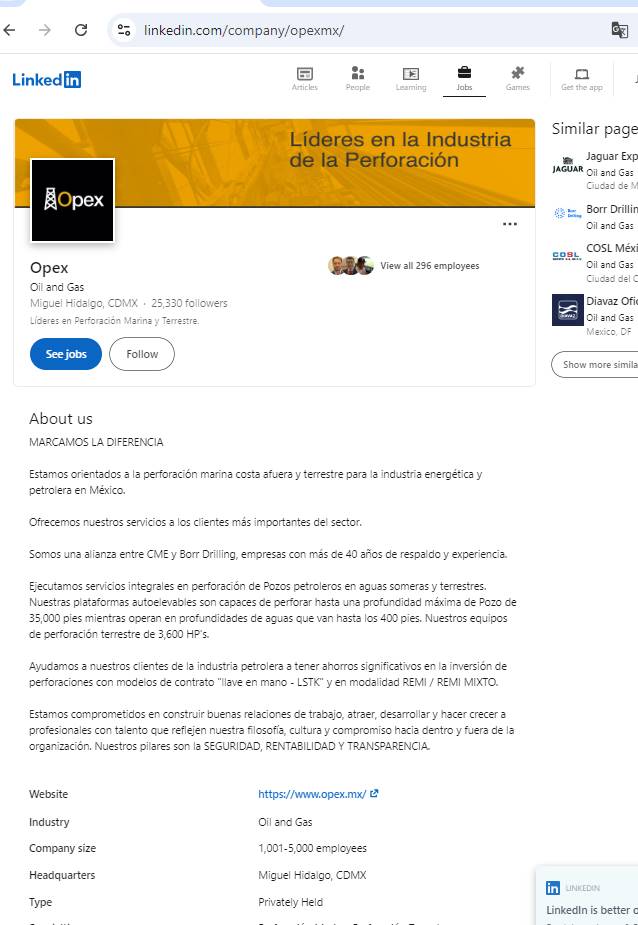 linkedin.com/company/opexmx/
Linked in
Articles
People
Learning
Jobs
Games
Get the app
Líderes en la Industria
de la Perforación
Opex
Opex
View all 296 employees
Oil and Gas
Miguel Hidalgo, CDMX · 25,330 followers
Líderes en Perforación Marina y Terrestre.
See jobs
Follow
About us
MARCAMOS LA DIFERENCIA
Estamos orientados a la perforación marina costa afuera y terrestre para la industria energética y
petrolera en México.
Ofrecemos nuestros servicios a los clientes más importantes del sector.
Somos una alianza entre CME y Borr Drilling, empresas con más de 40 años de respaldo y experiencia.
Ejecutamos servicios integrales en perforación de Pozos petroleros en aguas someras y terrestres.
Nuestras plataformas autoelevables son capaces de perforar hasta una profundidad máxima de Pozo de
35,000 pies mientras operan en profundidades de aguas que van hasta los 400 pies. Nuestros equipos
de perforación terrestre de 3,600 HP's.
Ayudamos a nuestros clientes de la industria petrolera a tener ahorros significativos en la inversión de
perforaciones con modelos de contrato "llave en mano - LSTK" y en modalidad REMI / REMI MIXTO.
Estamos comprometidos en construir buenas relaciones de trabajo, atraer, desarrollar y hacer crecer a
profesionales con talento que reflejen nuestra filosofía, cultura y compromiso hacia dentro y fuera de la
organización. Nuestros pilares son la SEGURIDAD, RENTABILIDAD Y TRANSPARENCIA.
Website
https://www.opex.mx/
Industry
Oil and Gas
Company size
1,001-5,000 employees
Headquarters
Miguel Hidalgo, CDMX
Type
Privately Held
Similar page
JAGUAR
Jaguar Exp
Oil and Gas
Ciudad de M
Borr Drilling
Borr Drillin
Oil and Gas
COSL
COSL Méxi
Oil and Gas
Ciudad del C
DIAVAZ
Diavaz Ofic
Oil and Gas
Mexico, DF
Show more simila
in LINKEDIN
LinkedIn is better o